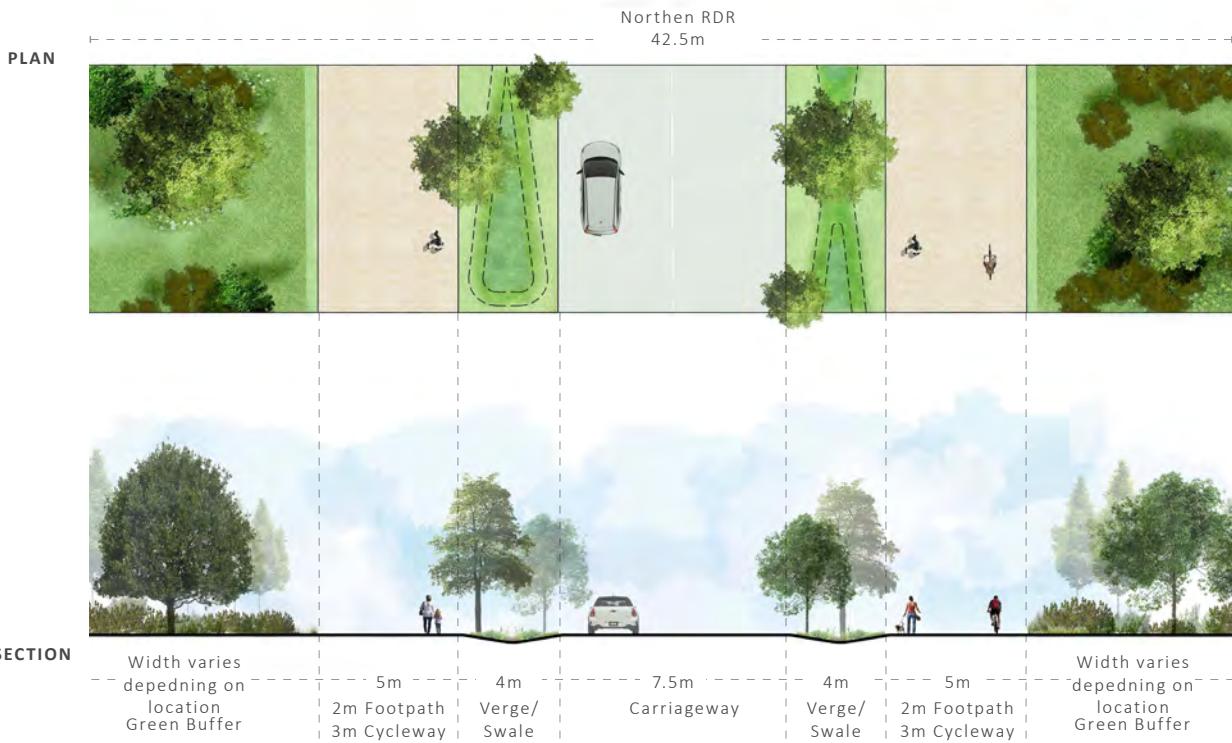 Northen RDR
42.5m
PLAN
SECTION
Width varies
depedning on
location
Green Buffer
5m
2m Footpath
3m Cycleway
4m
Verge/
Swale
7.5m
Carriageway
4m
Verge/
Swale
5m
2m Footpath
3m Cycleway
Width varies
depedning on
location
Green Buffer